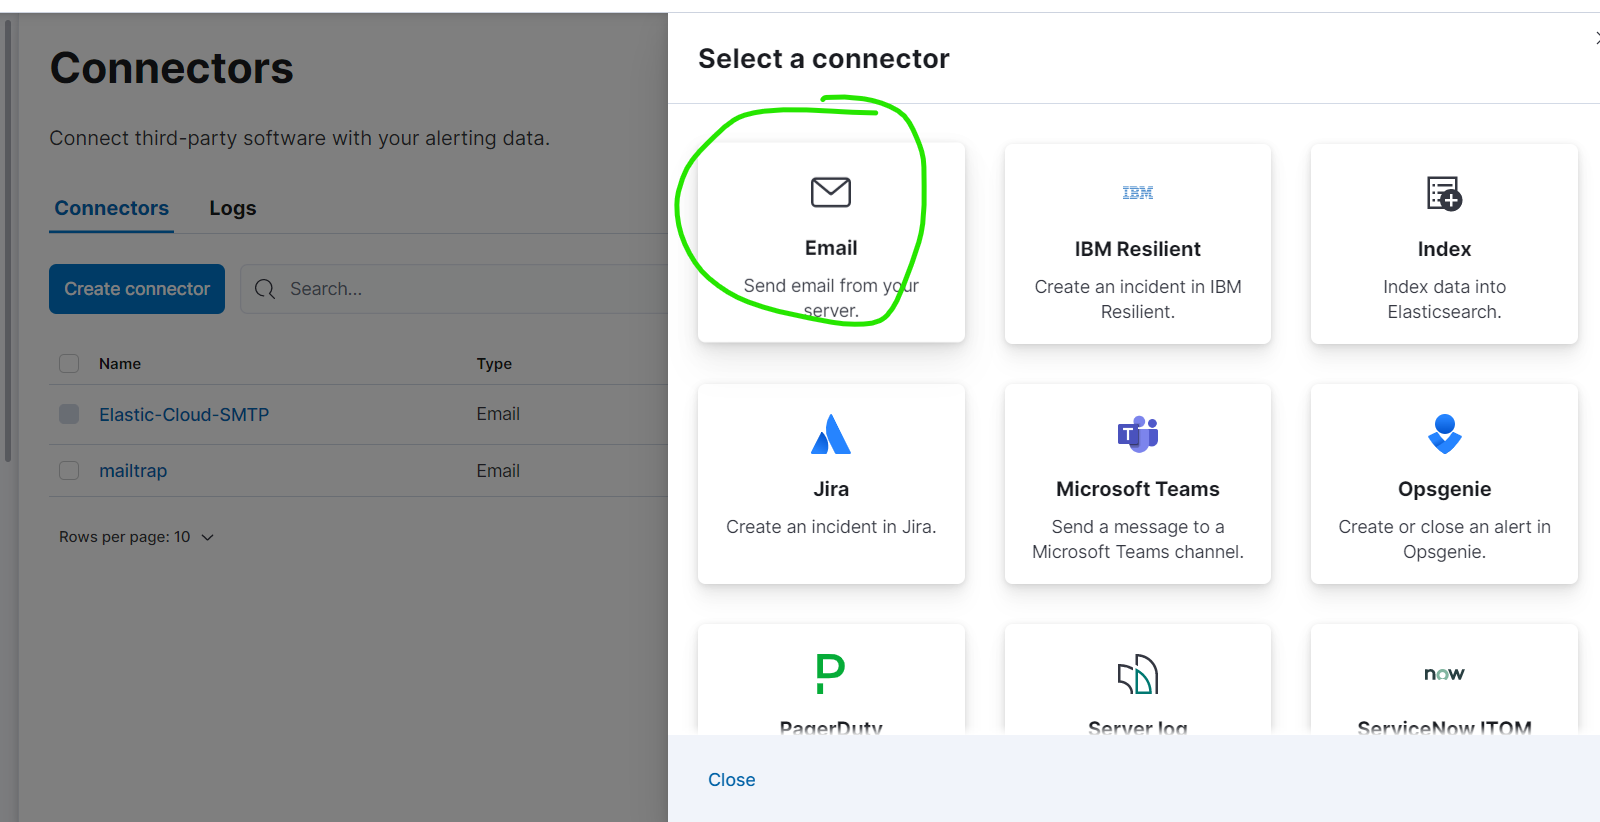 Connectors
Connect third-party software with your alerting data.
Connectors Logs
Create connector Search...
Name Type
Elastic-Cloud-SMTP Email
mailtrap Email
Rows per page: 10
Select a connector
Email
Send email from your
server.
IBM
IBM Resilient
Create an incident in IBM
Resilient.
Index
Index data into
Elasticsearch.
Jira
Create an incident in Jira.
T
Microsoft Teams
Send a message to a
Microsoft Teams channel.
Opsgenie
Create or close an alert in
Opsgenie.
P
PagerDuty
Server log
now
ServiceNow ITOM
Close